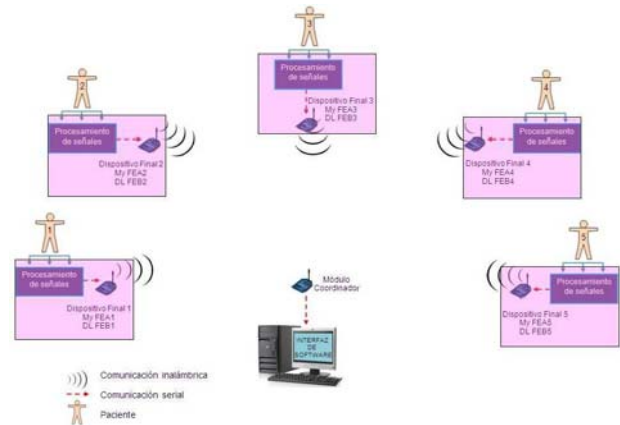 3
Procesamiento
de señales
Dispositivo Final 3
My FEA3
DL FEB3
2
Procesamiento
de señales
Dispositivo Final 2
My FEA2
DL FEB2
4
Procesamiento
de señales
Dispositivo Final 4
My FEA4
DL FEB4
1
Procesamiento
de señales
Dispositivo Final 1
My FEA1
DL FEB1
5
Procesamiento
de señales
Dispositivo Final 5
My FEA5
DL FEB5
Módulo
Coordinador
INTERFAZ
DE
SOFTWARE
Comunicación inalámbrica
Comunicación serial
Paciente